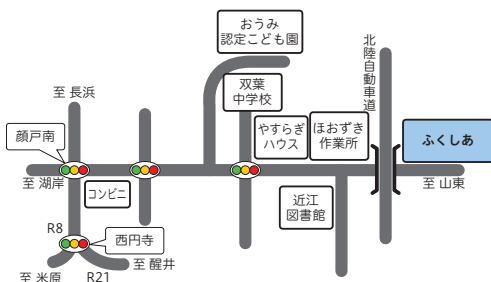 おうみ
認定こども園
北陸自動車道
双葉
中学校
至 長浜
顔戸南
やすらぎ
ハウス
ほおずき
作業所
ふくしあ
至 湖岸
コンビニ
至 山東
近江
図書館
R8
西円寺
至 醒井
至 米原
R21